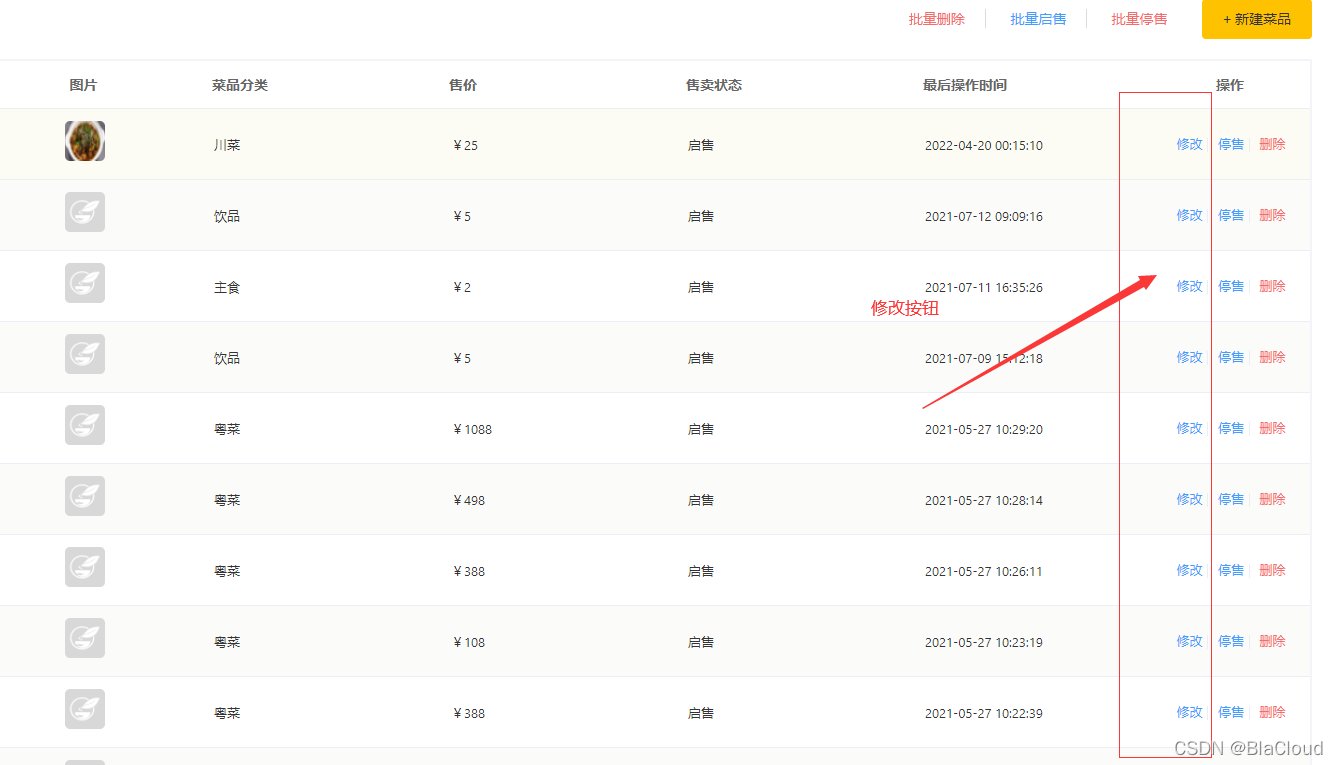 批量删除 批量启售 批量停售 + 新建菜品
图片 菜品分类 售价 售卖状态 最后操作时间 操作
川菜 ￥25 启售 2022-04-20 00:15:10 修改 停售 删除
饮品 ￥5 启售 2021-07-12 09:09:16 修改 停售 删除
主食 ￥2 启售 2021-07-11 16:35:26 修改 停售 删除
修改按钮
饮品 ￥5 启售 2021-07-09 15:12:18 修改 停售 删除
粤菜 ￥1088 启售 2021-05-27 10:29:20 修改 停售 删除
粤菜 ￥498 启售 2021-05-27 10:28:14 修改 停售 删除
粤菜 ￥388 启售 2021-05-27 10:26:11 修改 停售 删除
粤菜 ￥108 启售 2021-05-27 10:23:19 修改 停售 删除
粤菜 ￥388 启售 2021-05-27 10:22:39 修改 停售 删除
CSDN @BlaCloud